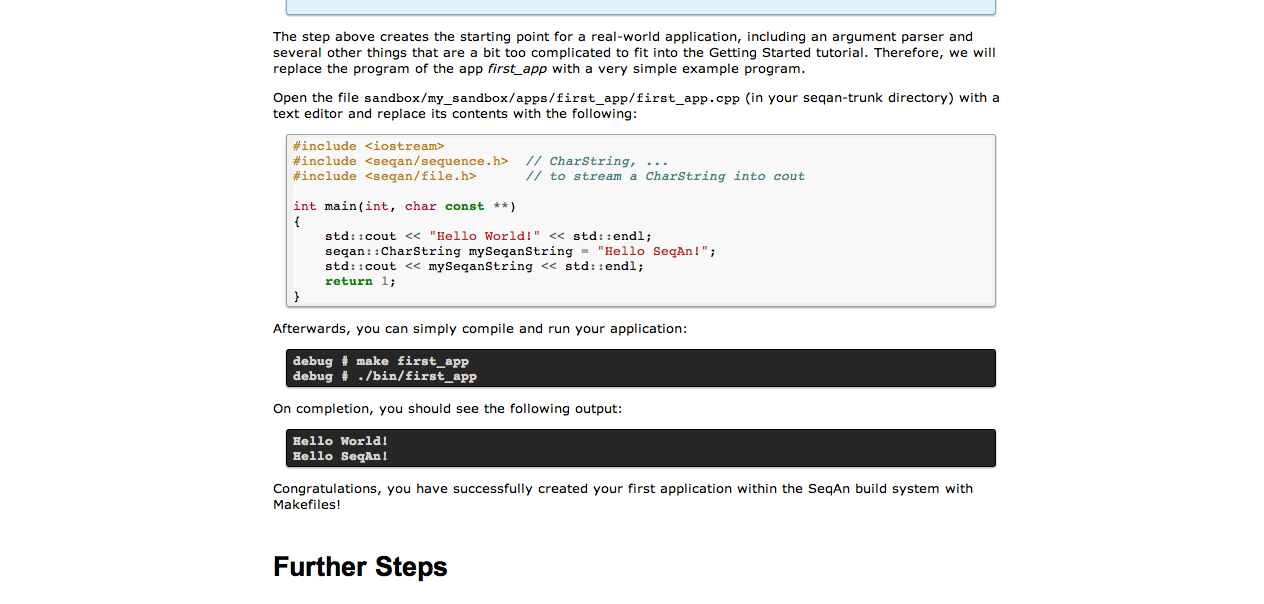 The step above creates the starting point for a real-world application, including an argument parser and
several other things that are a bit too complicated to fit into the Getting Started tutorial. Therefore, we will
replace the program of the app first_app with a very simple example program.
Open the file sandbox/my_sandbox/apps/first_app/first_app.cpp (in your seqan-trunk directory) with a
text editor and replace its contents with the following:
#include <iostream>
#include <seqan/sequence.h>  // CharString, ...
#include <seqan/file.h>      // to stream a CharString into cout
int main(int, char const **)
{
    std::cout << "Hello World!" << std::endl;
    seqan::CharString mySeqanString = "Hello SeqAn!";
    std::cout << mySeqanString << std::endl;
    return 1;
}
Afterwards, you can simply compile and run your application:
debug # make first_app
debug # ./bin/first_app
On completion, you should see the following output:
Hello World!
Hello SeqAn!
Congratulations, you have successfully created your first application within the SeqAn build system with
Makefiles!
Further Steps